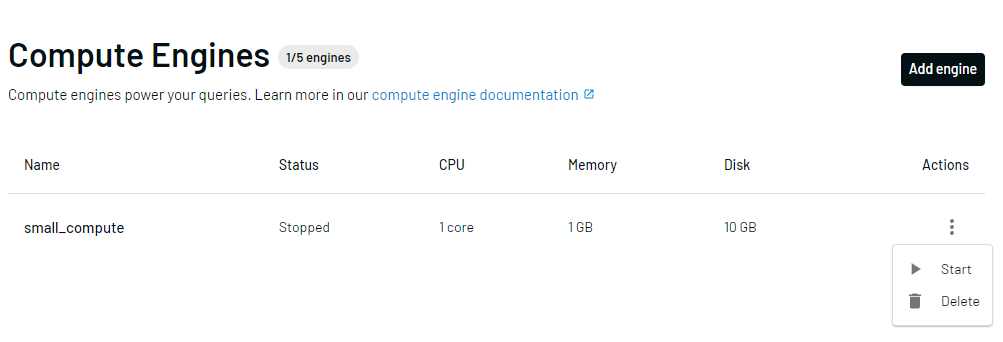 Compute Engines 1/5 engines
Add engine
Compute engines power your queries. Learn more in our compute engine documentation
Name Status CPU Memory Disk Actions
small_compute Stopped 1 core 1 GB 10 GB
Start
Delete